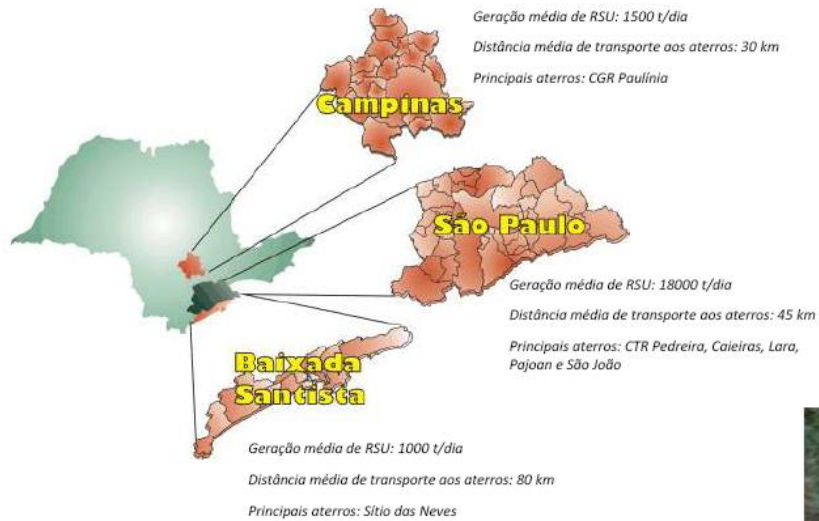 Geração média de RSU: 1500 t/dia
Distância média de transporte aos aterros: 30 km
Principais aterros: CGR Paulínia
Campinas
São Paulo
Geração média de RSU: 18000 t/dia
Distância média de transporte aos aterros: 45 km
Principais aterros: CTR Pedreira, Caieiras, Lara,
Pajoan e São João
Baixada
Santista
Geração média de RSU: 1000 t/dia
Distância média de transporte aos aterros: 80 km
Principais aterros: Sítio das Neves